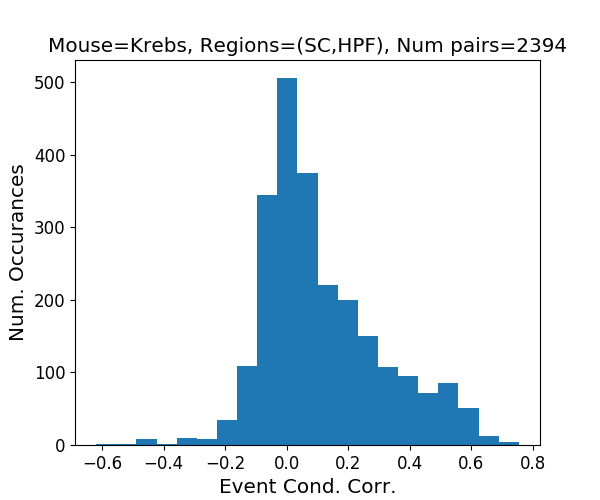 Mouse=Krebs, Regions=(SC,HPF), Num pairs=2394
Num. Occurances
500
400
300
200
100
0
−0.6 −0.4 −0.2 0.0 0.2 0.4 0.6 0.8
Event Cond. Corr.